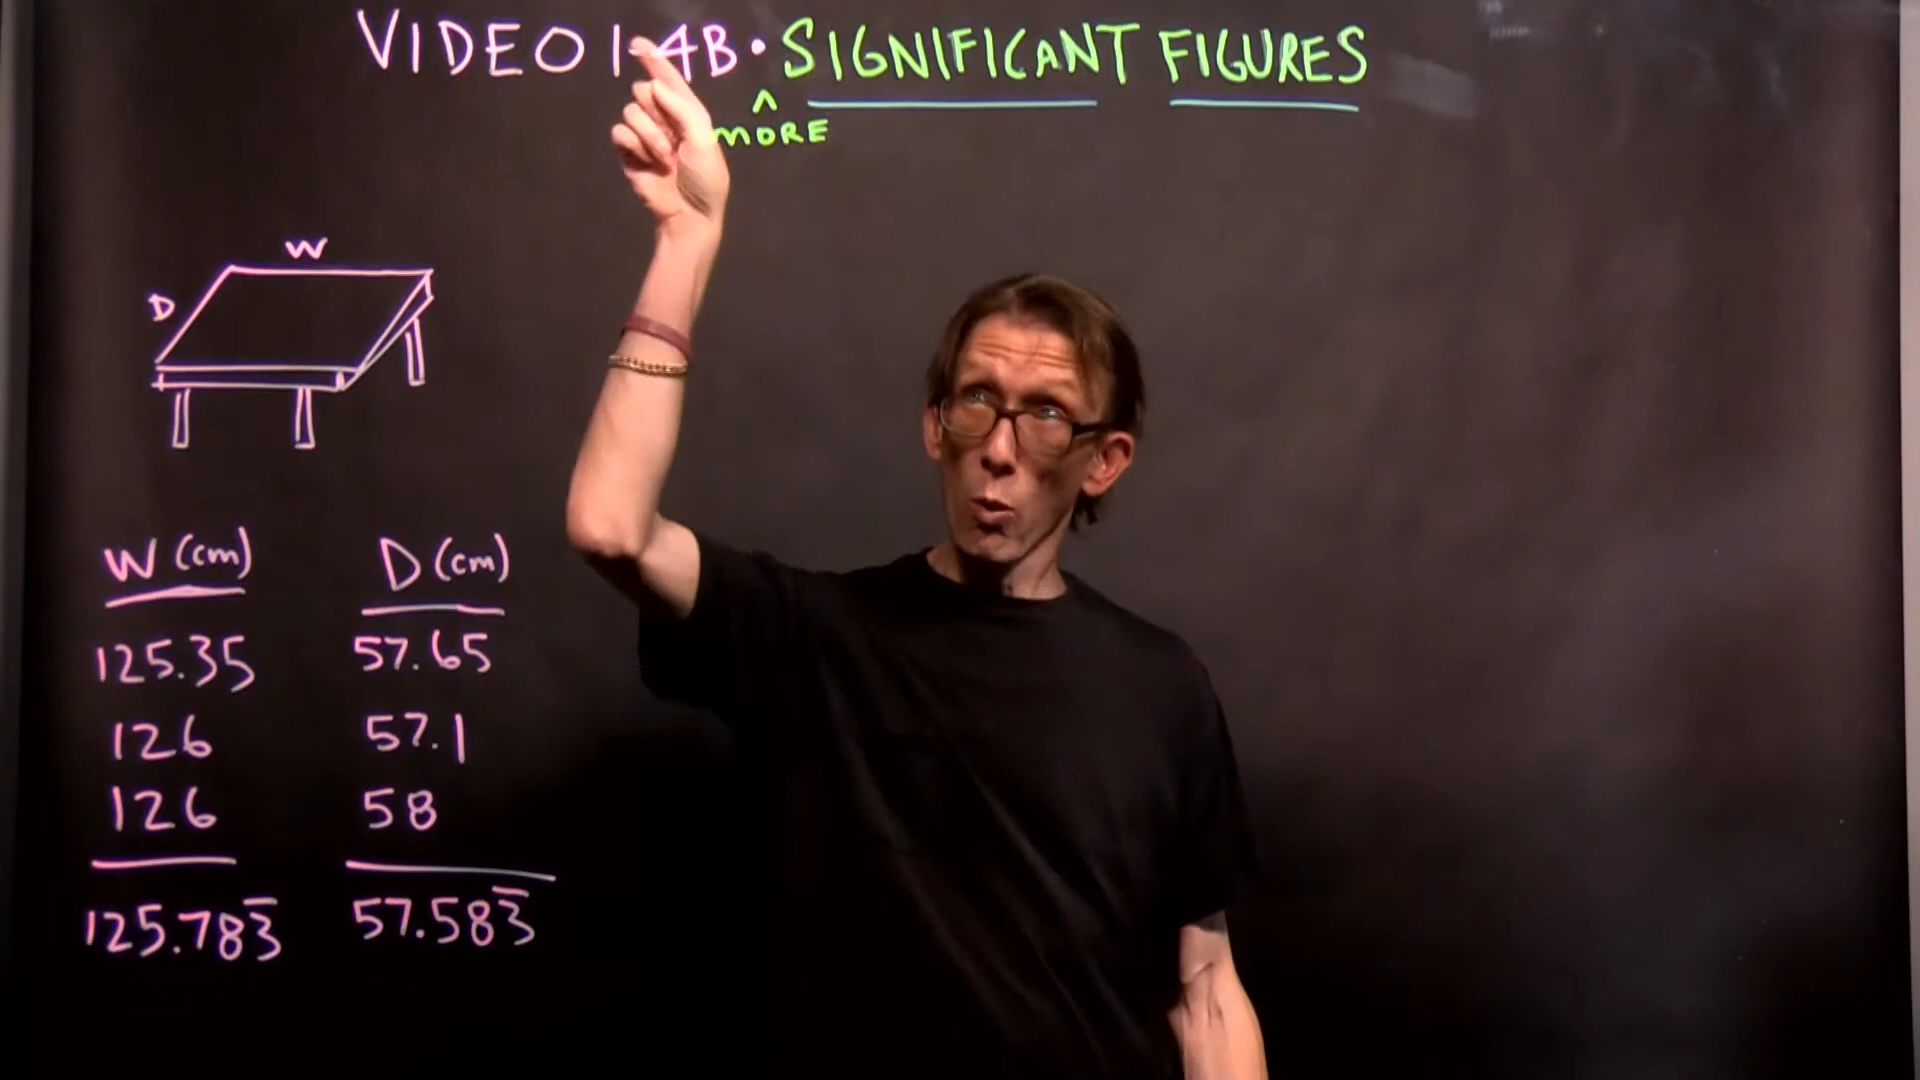 VIDEO 1-4B • SIGNIFICANT FIGURES
^
MORE
W
D
W (cm) D (cm)
125.35 57.65
126 57.1
126 58
125.783̅ 57.583̅